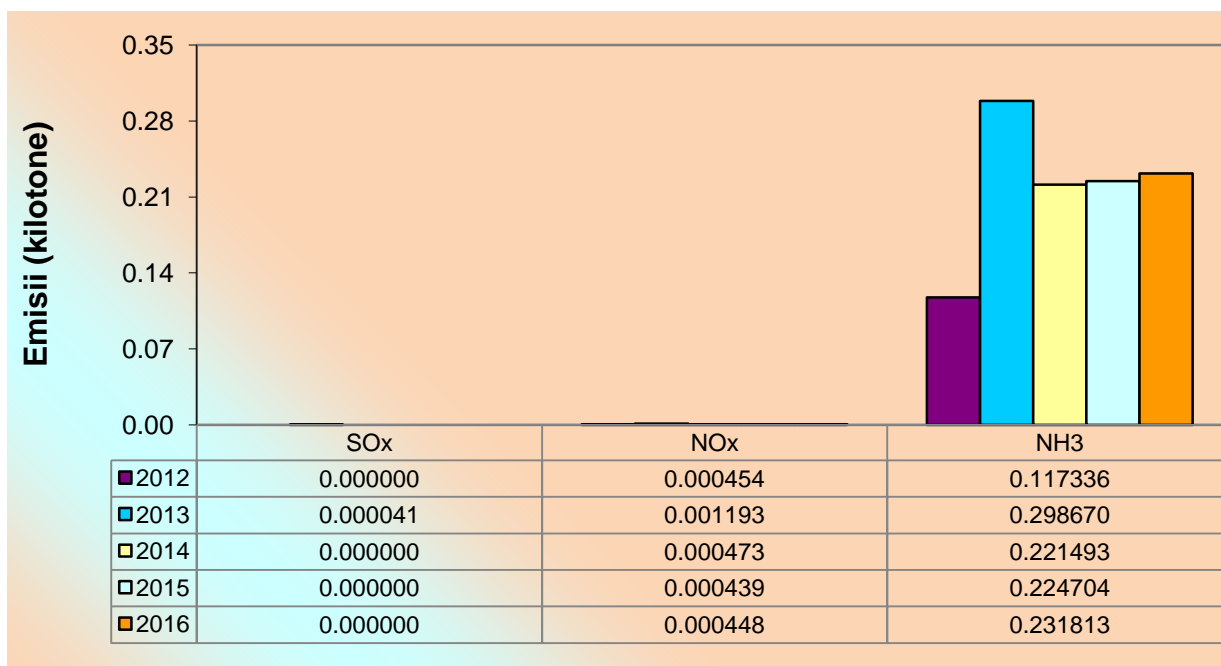 Emisii (kilotone)
0.35
0.28
0.21
0.14
0.07
0.00
SOx NOx NH3
2012 0.000000 0.000454 0.117336
2013 0.000041 0.001193 0.298670
2014 0.000000 0.000473 0.221493
2015 0.000000 0.000439 0.224704
2016 0.000000 0.000448 0.231813